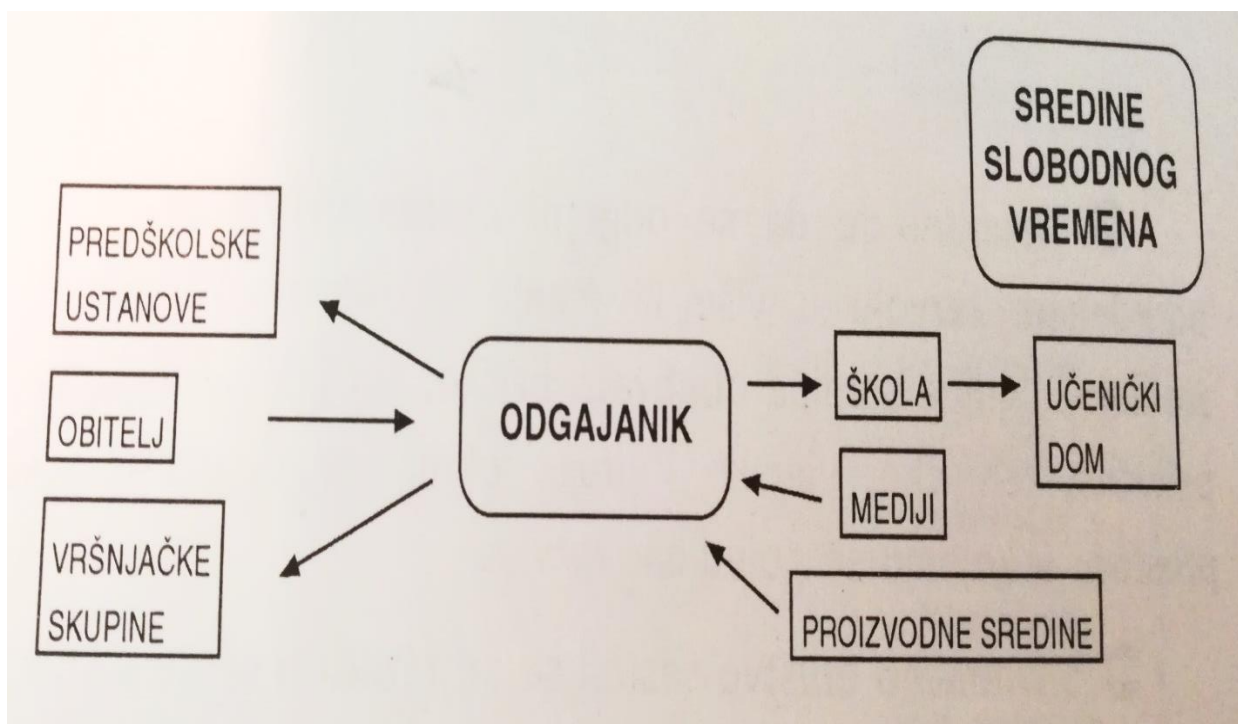 SREDINE
SLOBODNOG
VREMENA
PREDŠKOLSKE
USTANOVE
OBITELJ
VRŠNJAČKE
SKUPINE
ODGAJANIK
ŠKOLA
UČENIČKI
DOM
MEDIJI
PROIZVODNE SREDINE